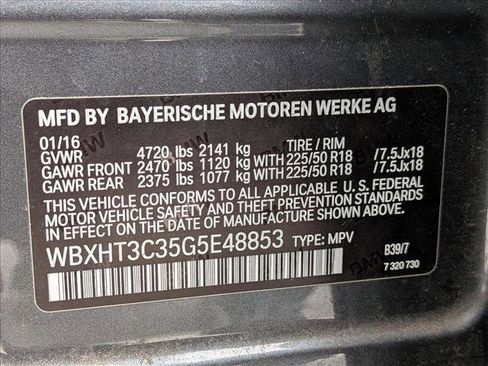 MFD BY BAYERISCHE MOTOREN WERKE AG
01/16 TIRE / RIM
GVWR 4720 lbs 2141 kg
GAWR FRONT 2470 lbs 1120 kg WITH 225/50 R18 /7.5Jx18
GAWR REAR 2375 lbs 1077 kg WITH 225/50 R18 /7.5Jx18
THIS VEHICLE CONFORMS TO ALL APPLICABLE U. S. FEDERAL
MOTOR VEHICLE SAFETY AND THEFT PREVENTION STANDARDS
IN EFFECT ON THE DATE OF MANUFACTURE SHOWN ABOVE.
WBXHT3C35G5E48853 TYPE: MPV
B39/7
7 320 730